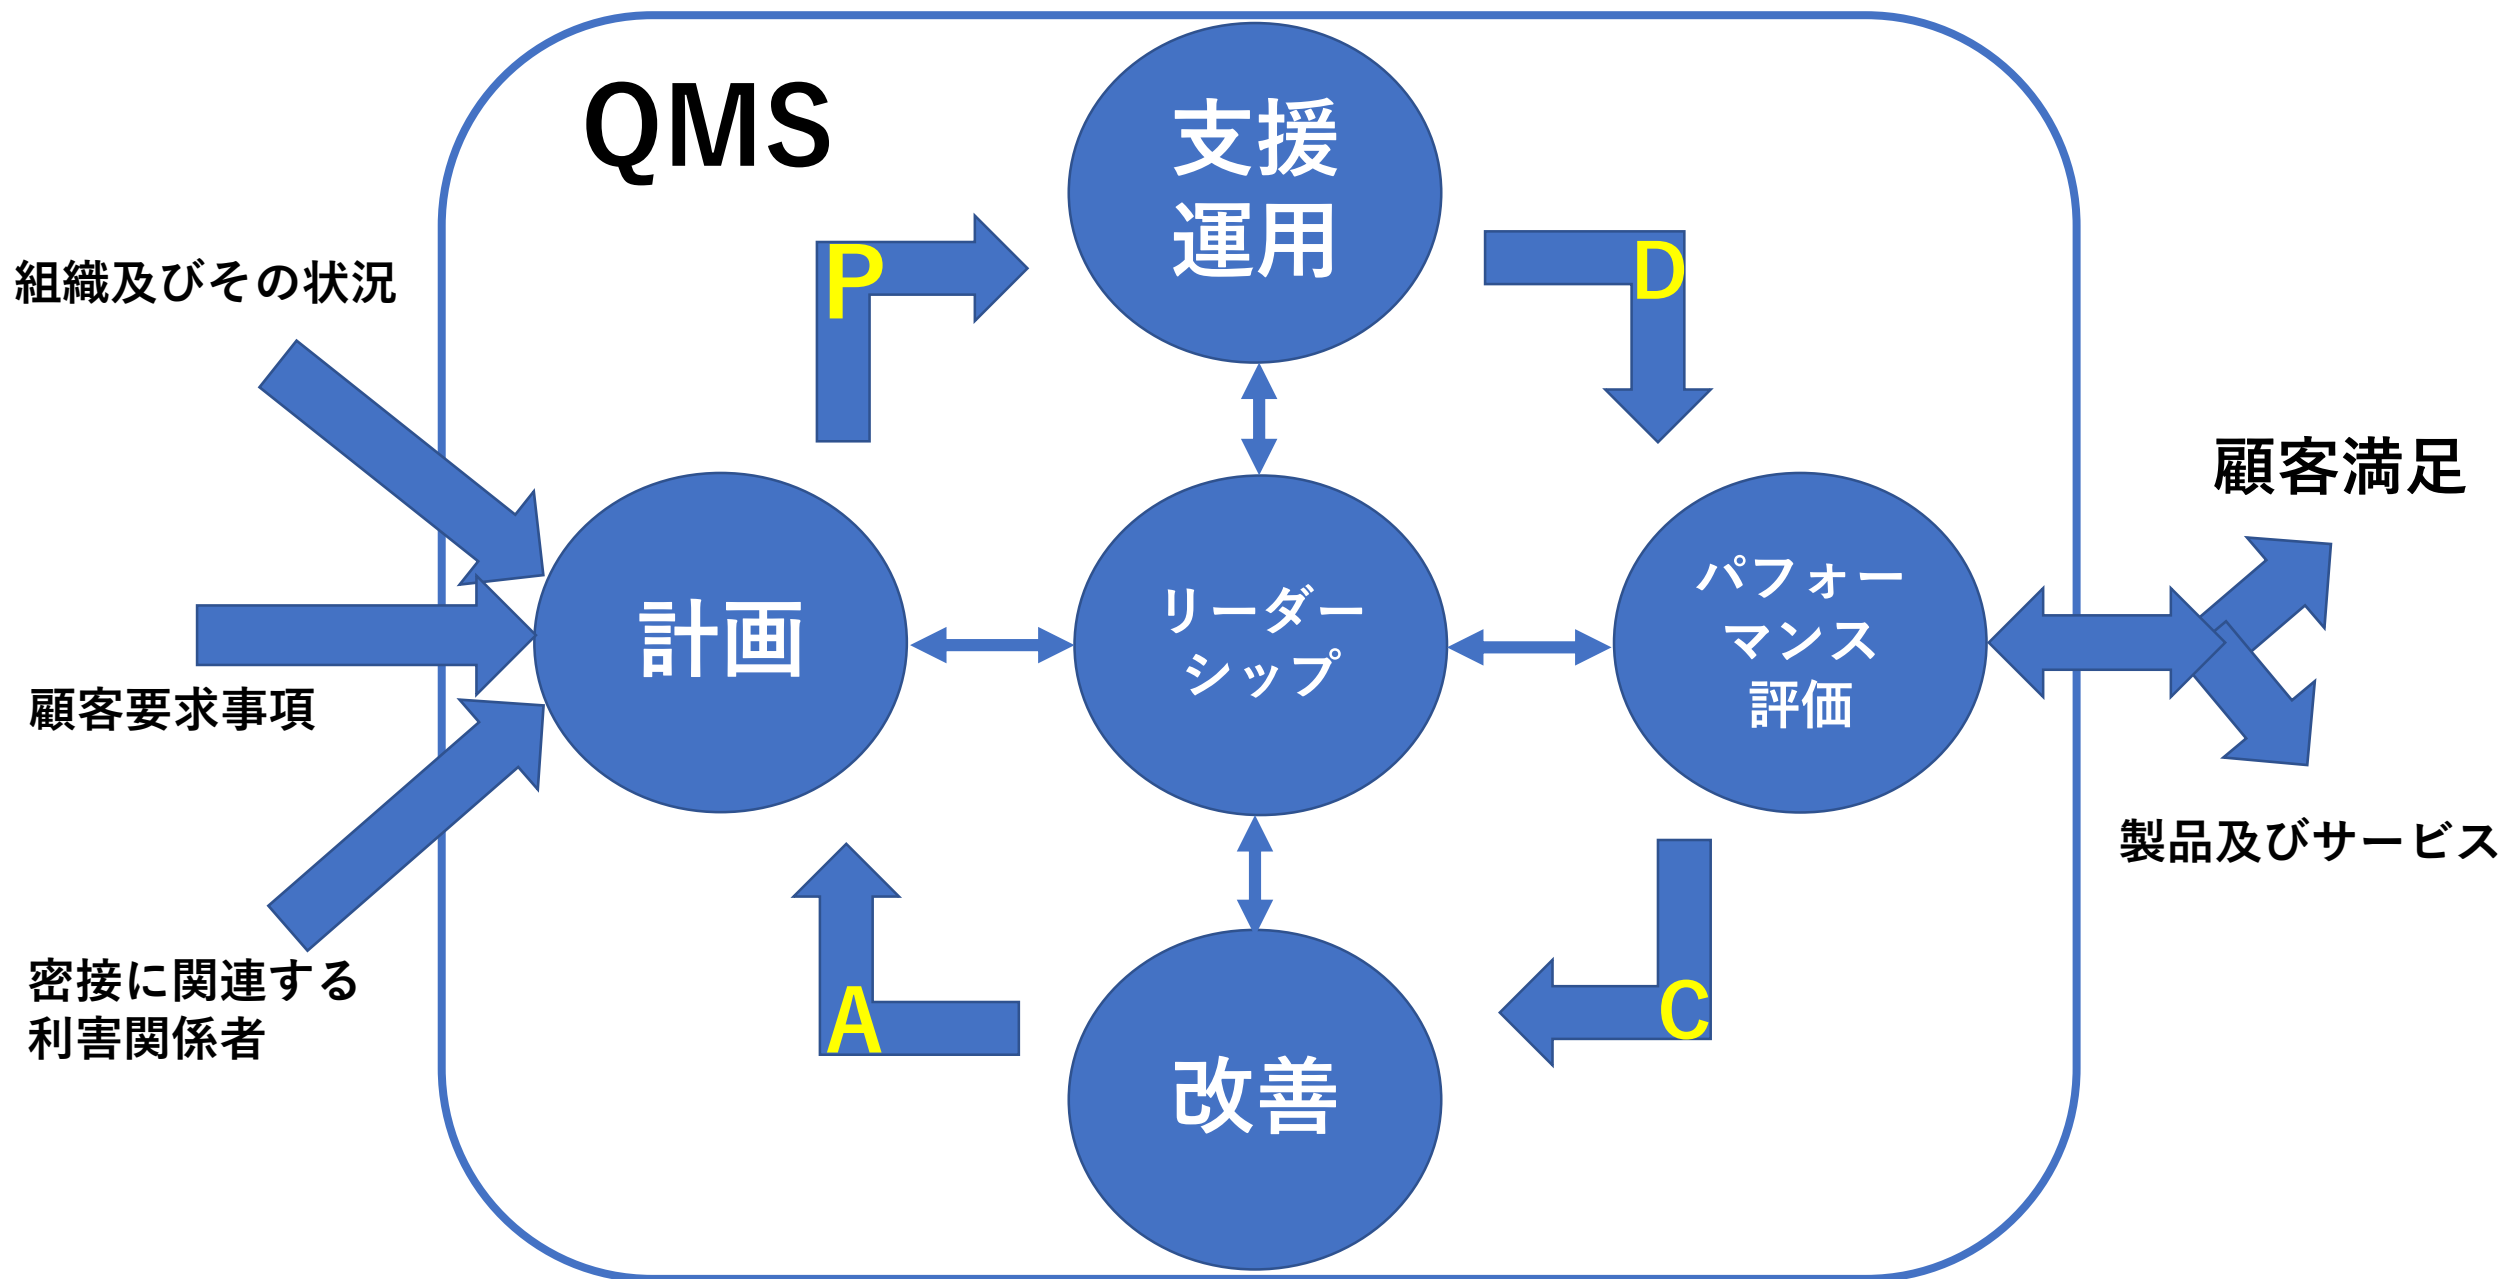 QMS
支援
運用
P
D
組織及びその状況
顧客満足
計画
リーダー
シップ
パフォー
マンス
評価
顧客要求事項
製品及びサービス
密接に関連する
利害関係者
A
C
改善